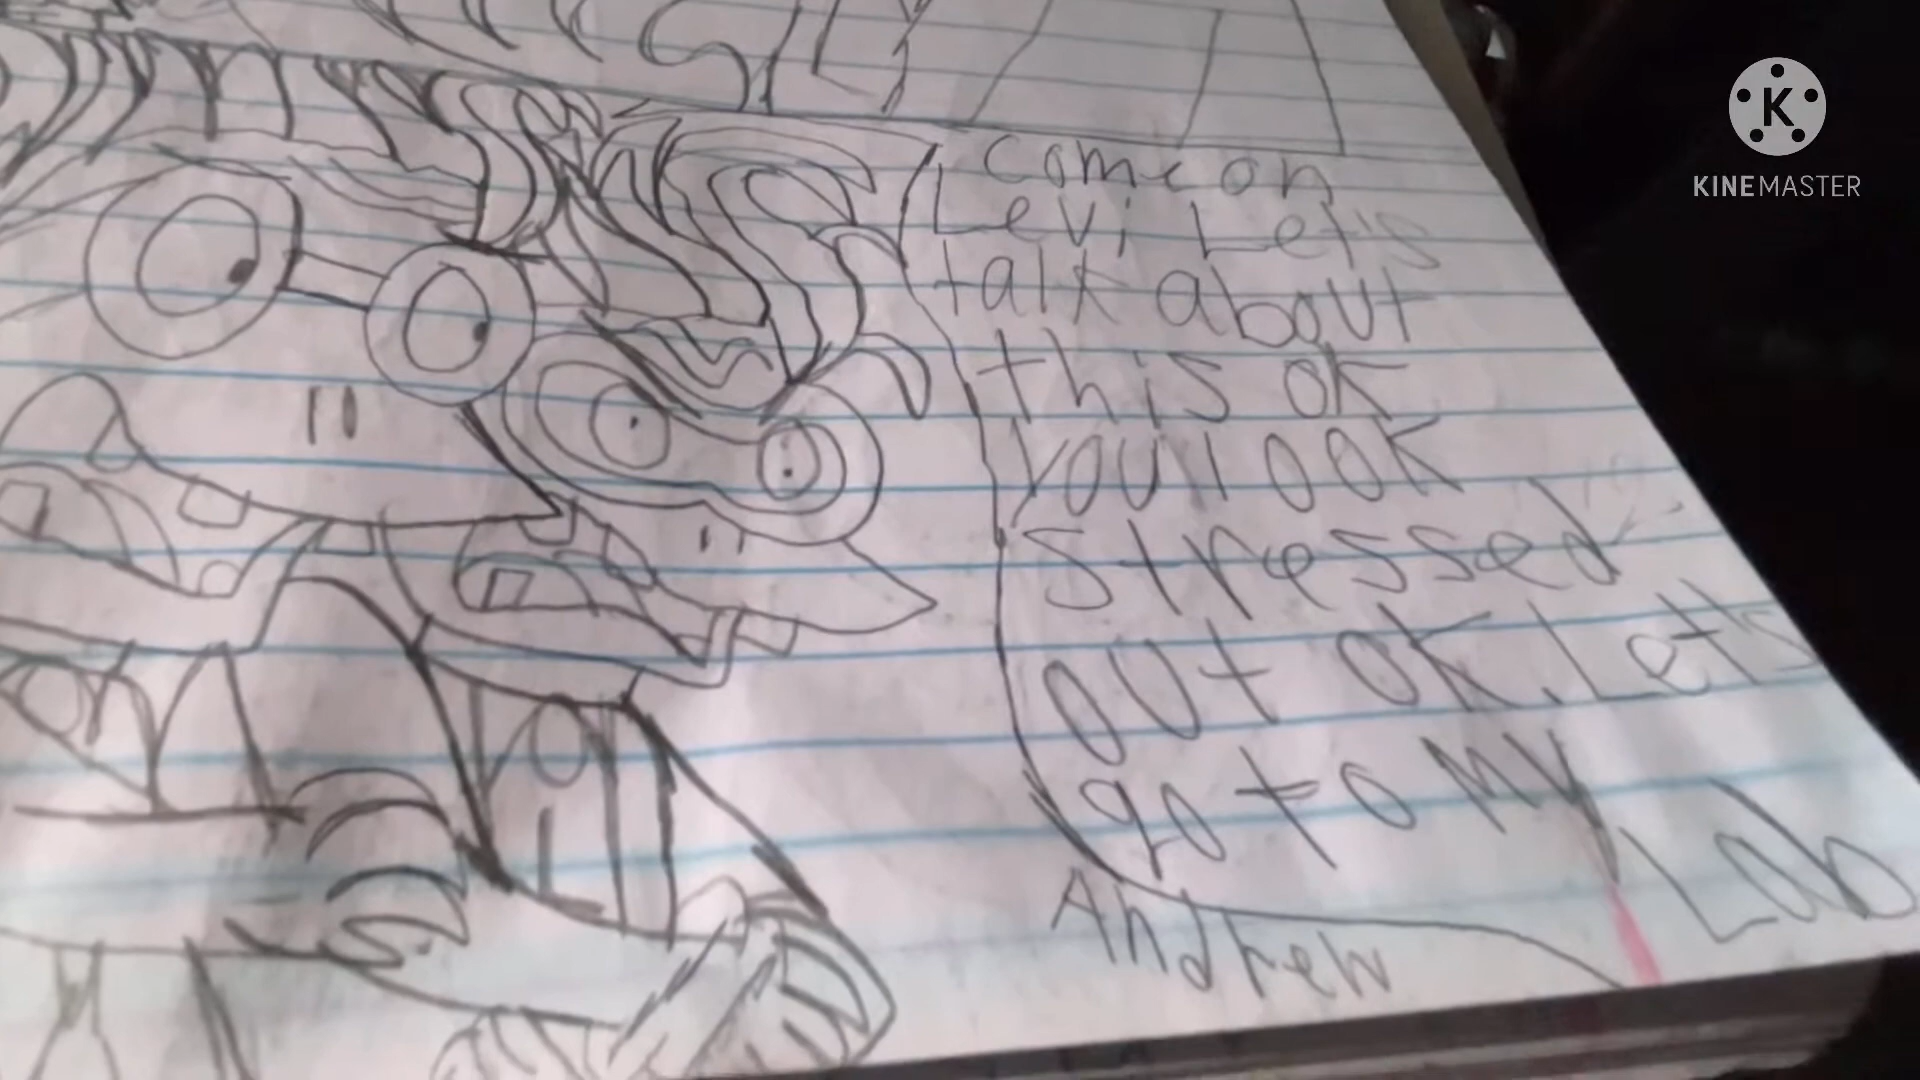 come on
Levi Let's
talk about
this ok
you look
stressed
out ok. Let's
go to my
Lab
Andrew
K
KINEMASTER